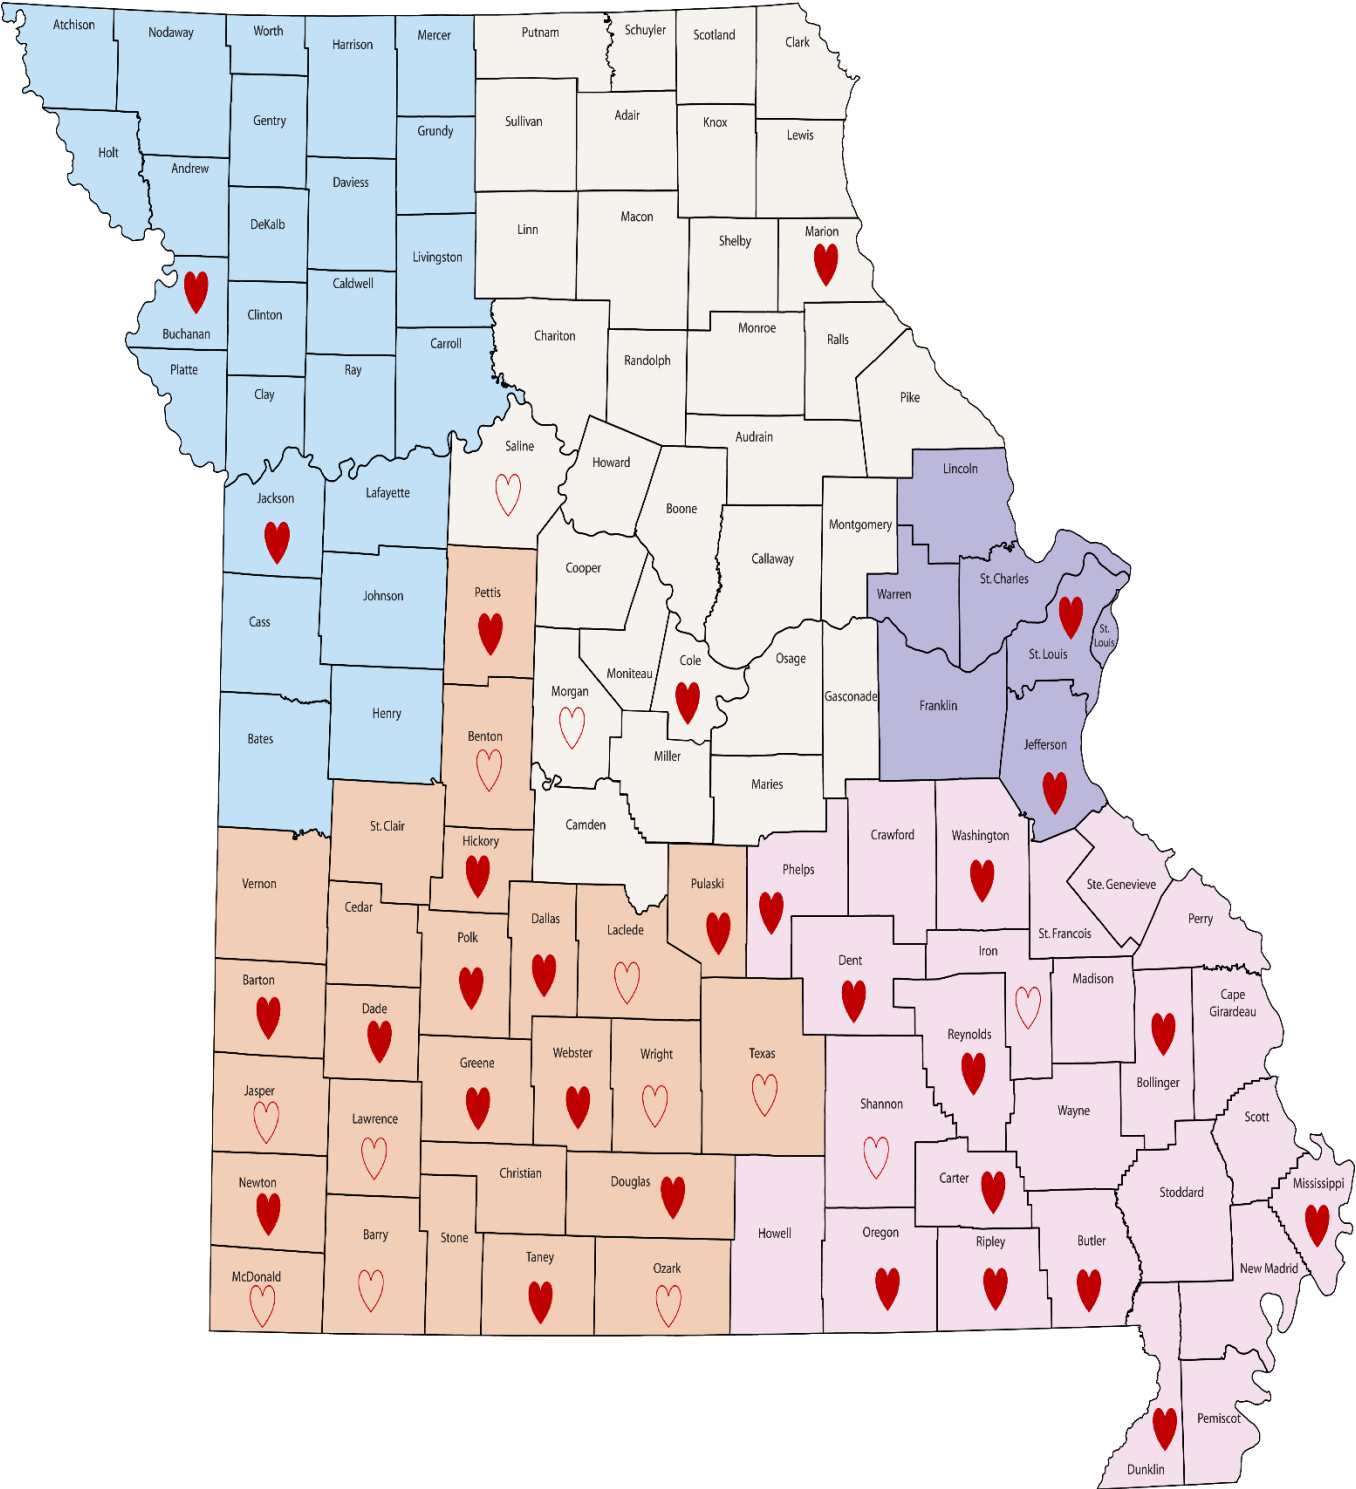 Atchison
Nodaway
Worth
Harrison
Mercer
Putnam
Schuyler
Scotland
Clark
Gentry
Grundy
Sullivan
Adair
Knox
Lewis
Holt
Andrew
Daviess
DeKalb
Livingston
Linn
Macon
Shelby
Marion
Buchanan
Clinton
Caldwell
Carroll
Chariton
Randolph
Monroe
Ralls
Platte
Clay
Ray
Pike
Saline
Howard
Audrain
Lincoln
Jackson
Lafayette
Boone
Montgomery
Callaway
Cooper
Johnson
Pettis
Cass
Warren
St. Charles
St.
Louis
St. Louis
Cole
Osage
Moniteau
Morgan
Gasconade
Franklin
Henry
Bates
Benton
Miller
Jefferson
Maries
St. Clair
Camden
Hickory
Crawford
Washington
Vernon
Pulaski
Phelps
Ste. Genevieve
Cedar
Dallas
Laclede
Polk
Perry
St. Francois
Iron
Dent
Madison
Barton
Dade
Cape
Girardeau
Reynolds
Greene
Webster
Wright
Texas
Bollinger
Jasper
Lawrence
Shannon
Wayne
Scott
Newton
Christian
Douglas
Carter
Stoddard
Mississippi
Barry
Stone
Howell
Oregon
Ripley
Butler
McDonald
Taney
Ozark
New Madrid
Pemiscot
Dunklin